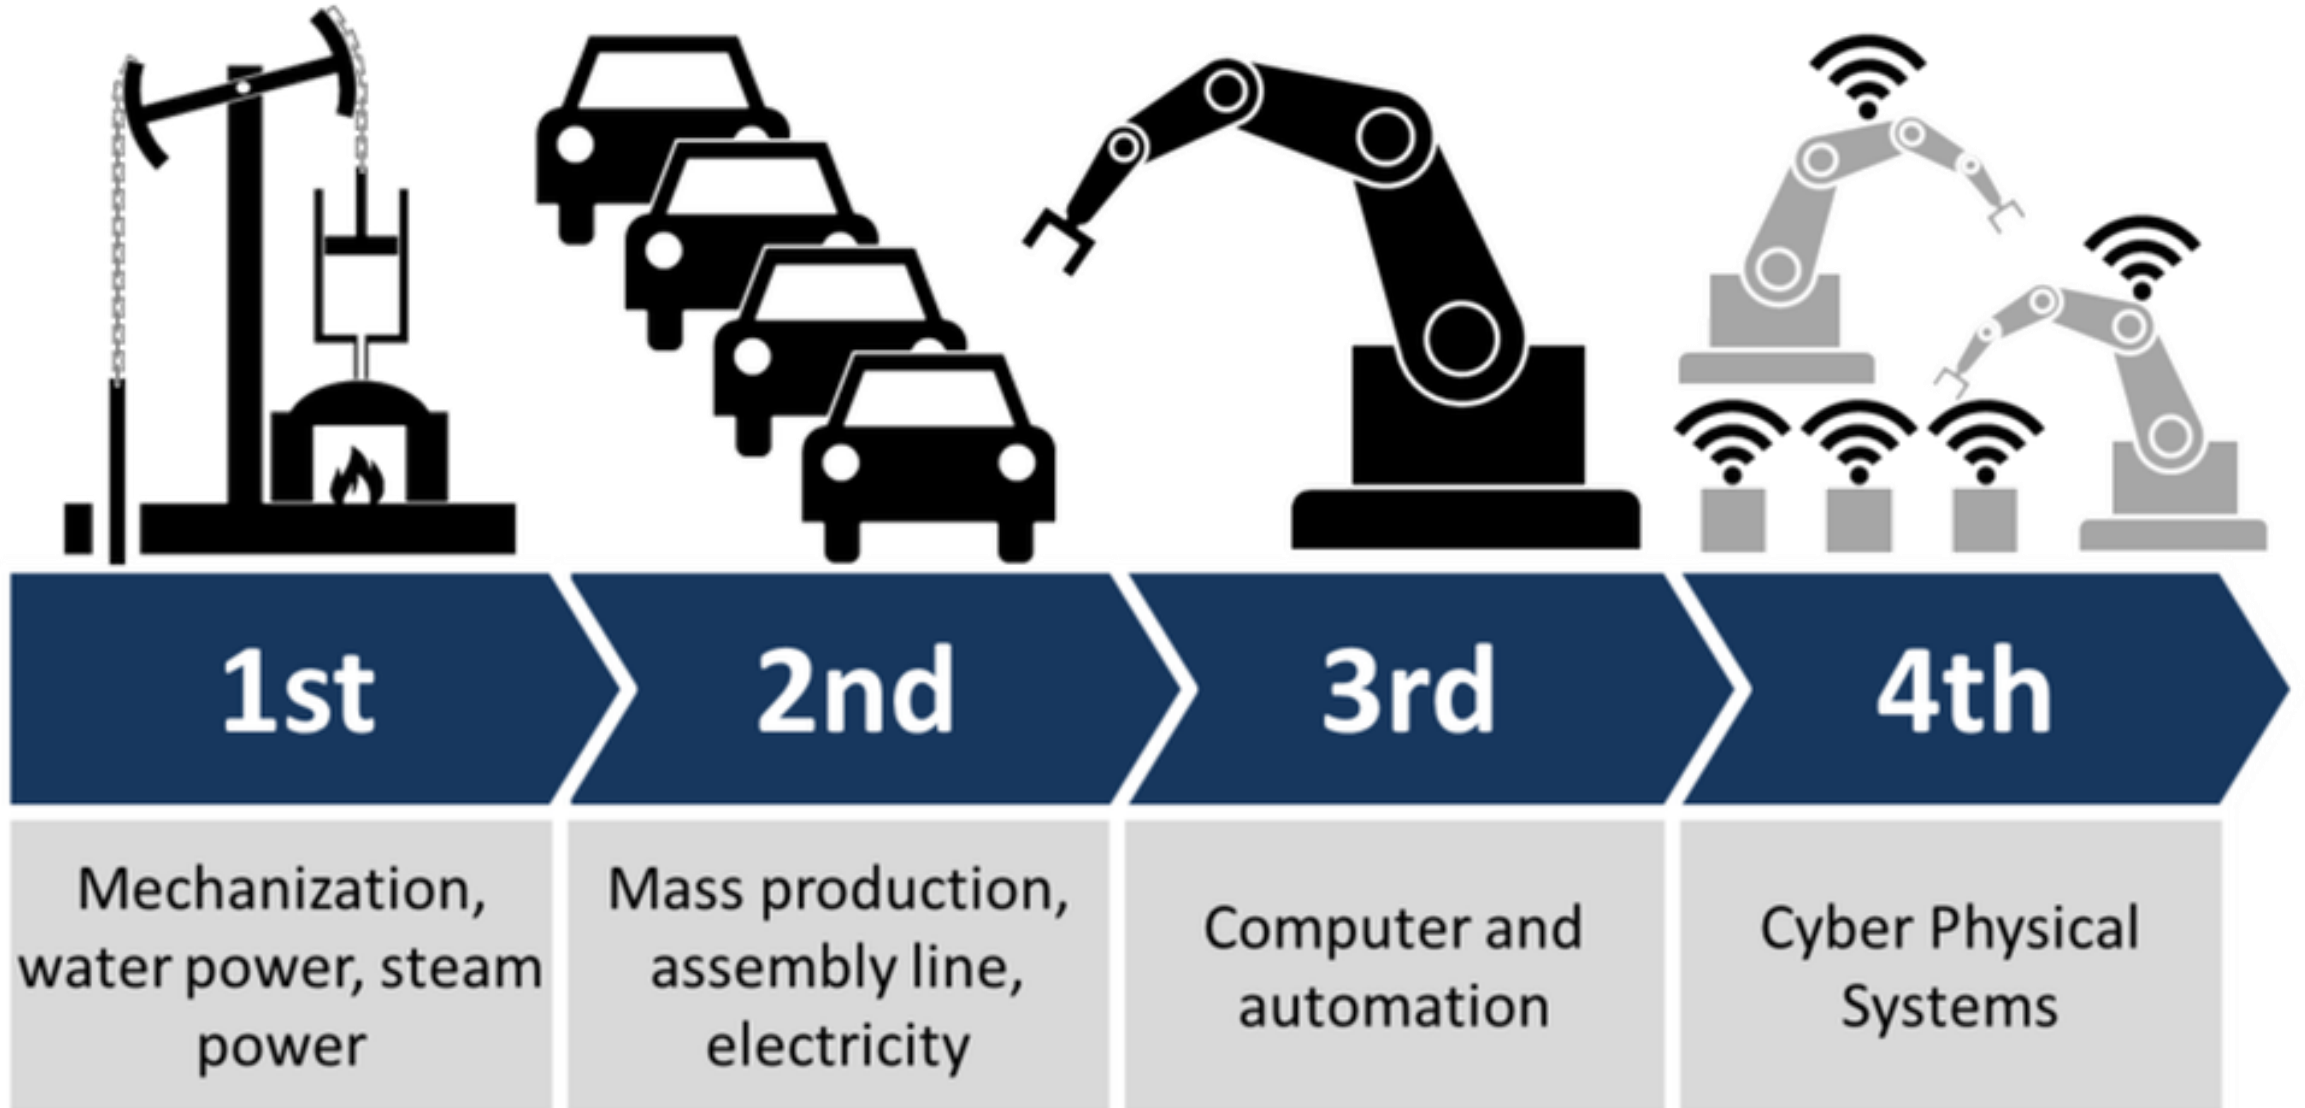 1st
2nd
3rd
4th
Mechanization,
water power, steam
power
Mass production,
assembly line,
electricity
Computer and
automation
Cyber Physical
Systems